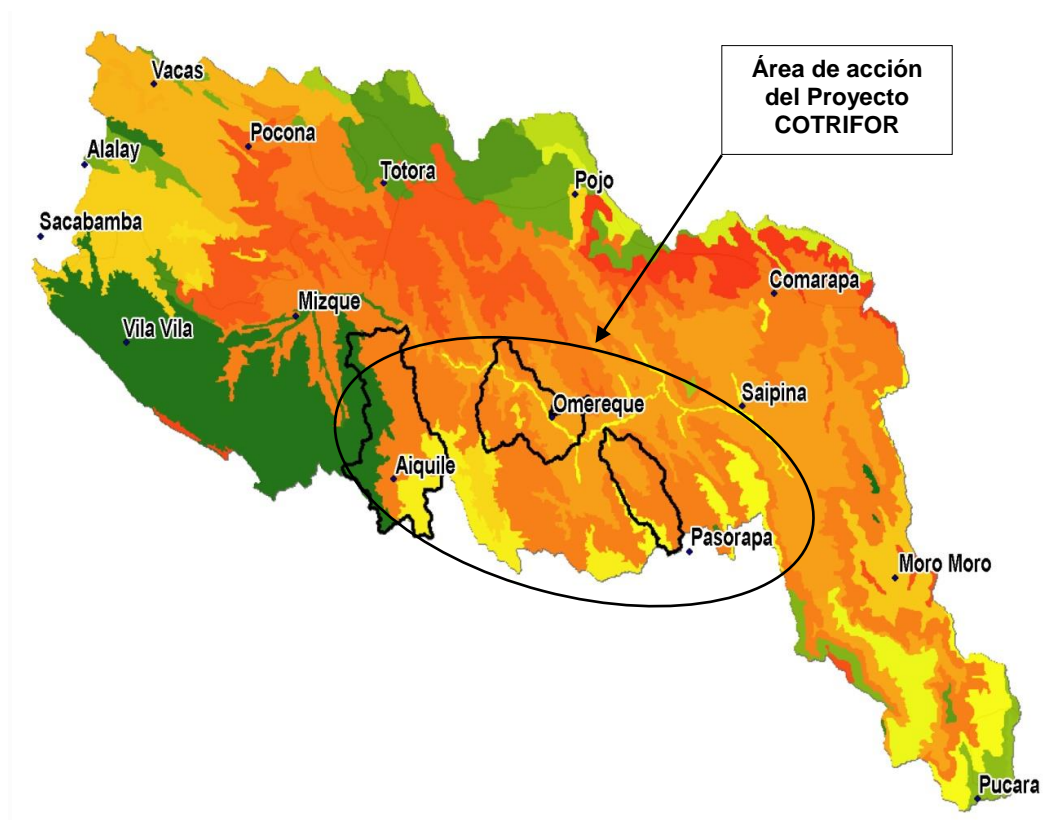 Área de acción
del Proyecto
COTRIFOR
Vacas
Pocona
Alalay
Totora
Pojo
Sacabamba
Comarapa
Mizque
Vila Vila
Saipina
Omereque
Aiquile
Pasorapa
Moro Moro
Pucara